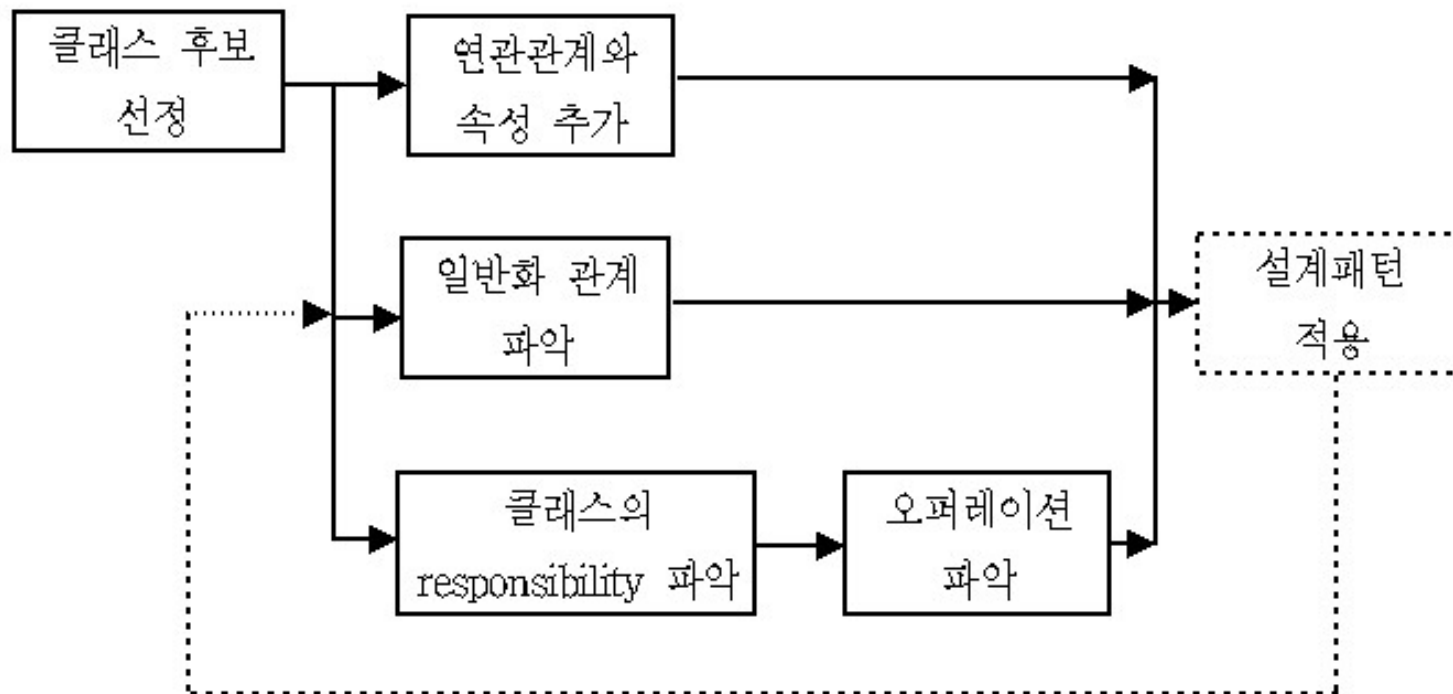 클래스 후보
선정
연관관계와
속성 추가
일반화 관계
파악
설계패턴
적용
클래스의
responsibility 파악
오퍼레이션
파악